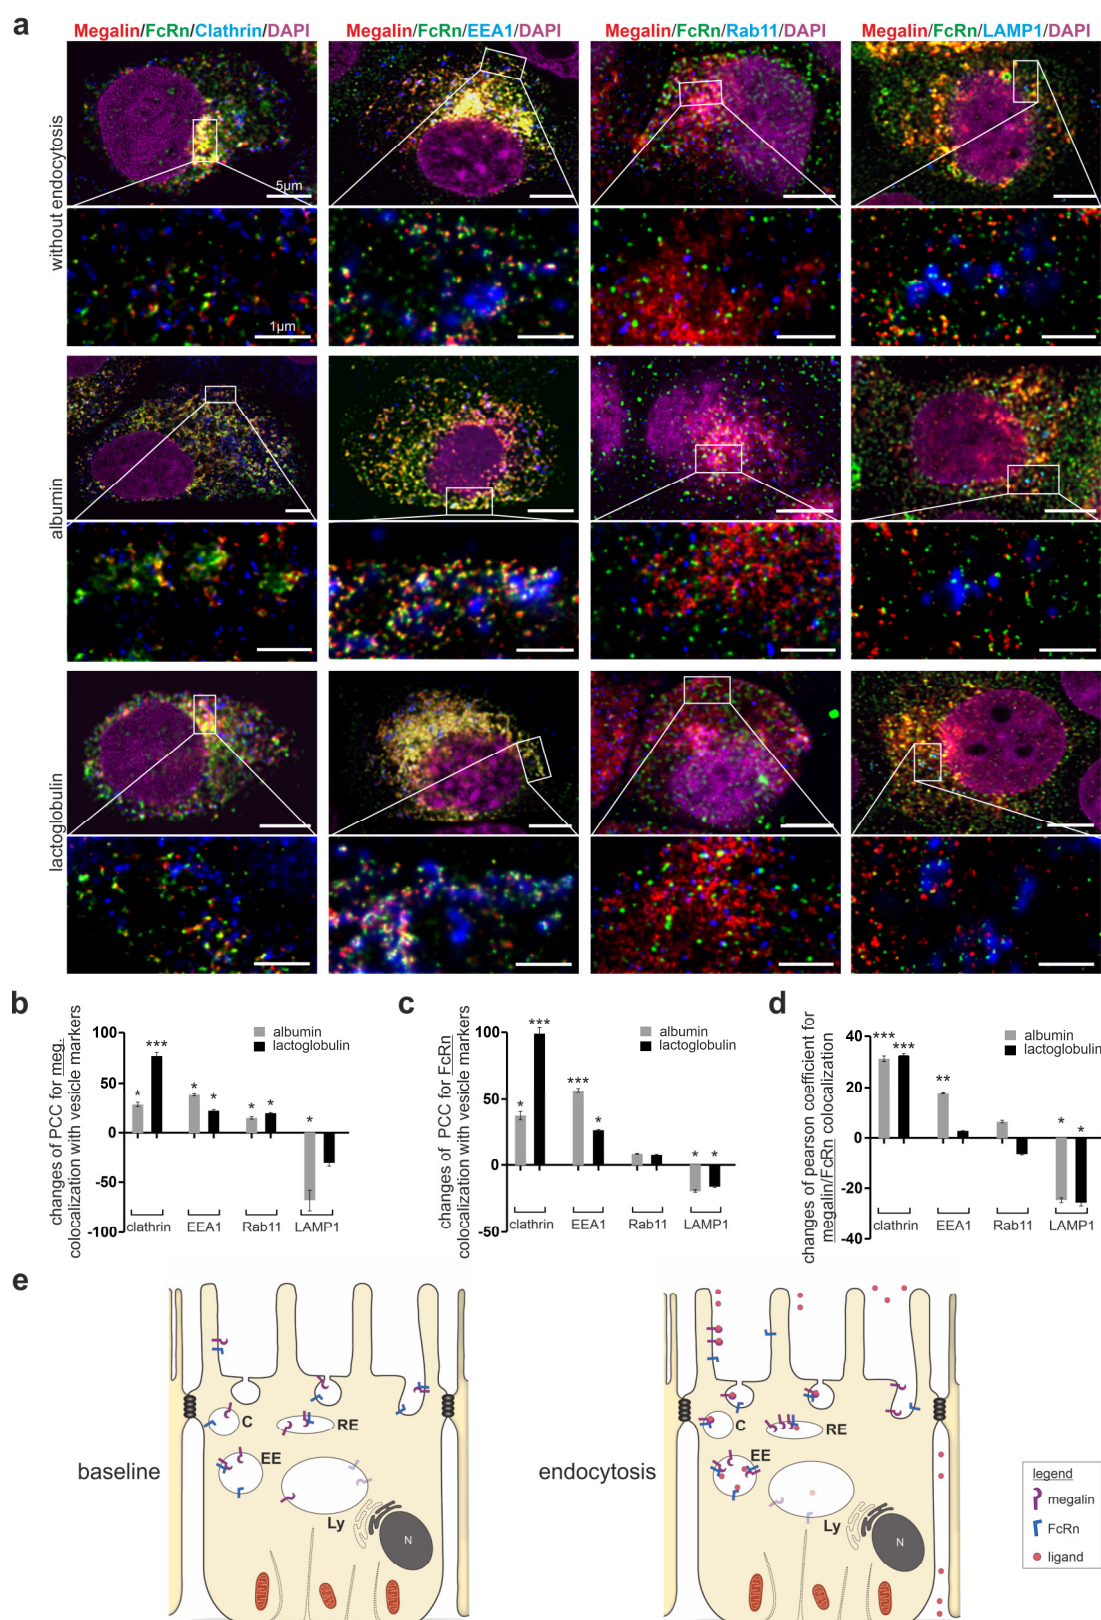 a
Megalin/FcRn/Clathrin/DAPI
Megalin/FcRn/EEA1/DAPI
Megalin/FcRn/Rab11/DAPI
Megalin/FcRn/LAMP1/DAPI
without endocytosis
5μm
1μm
albumin
lactoglobulin
b
changes of PCC for meg.
colocalization with vesicle markers
100
50
0
-50
-100
albumin
lactoglobulin
* *** * * * * *
clathrin EEA1 Rab11 LAMP1
c
changes of PCC for FcRn
colocalization with vesicle markers
100
50
0
-50
albumin
lactoglobulin
* *** *** * * *
clathrin EEA1 Rab11 LAMP1
d
changes of pearson coefficient for
megalin/FcRn colocalization
40
20
0
-20
-40
albumin
lactoglobulin
*** *** ** * *
clathrin EEA1 Rab11 LAMP1
e
baseline
C
RE
EE
Ly
N
endocytosis
C
RE
EE
Ly
N
legend
megalin
FcRn
ligand